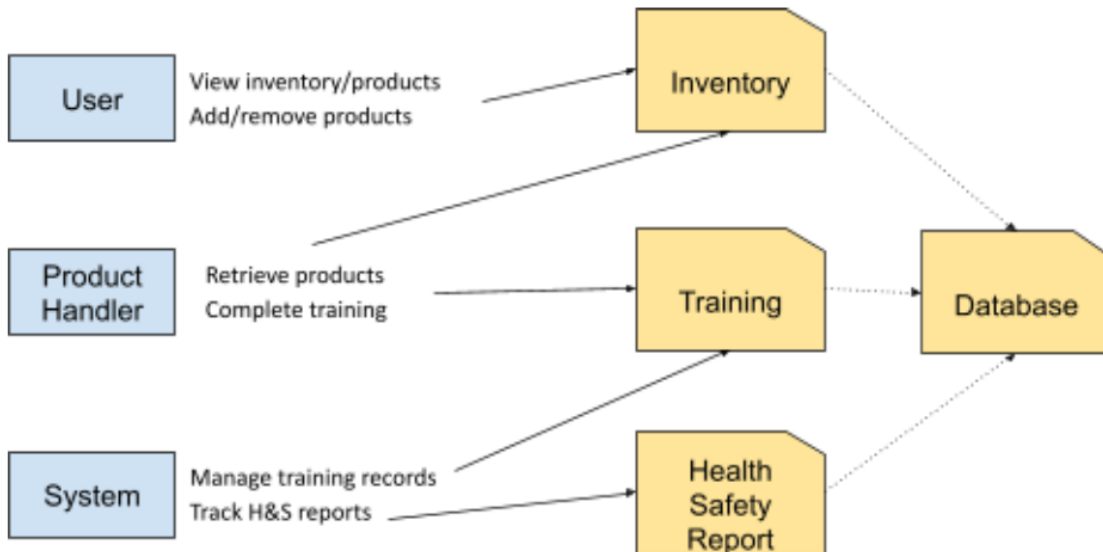 User
View inventory/products
Add/remove products
Inventory
Product
Handler
Retrieve products
Complete training
Training
Database
System
Manage training records
Track H&S reports
Health
Safety
Report